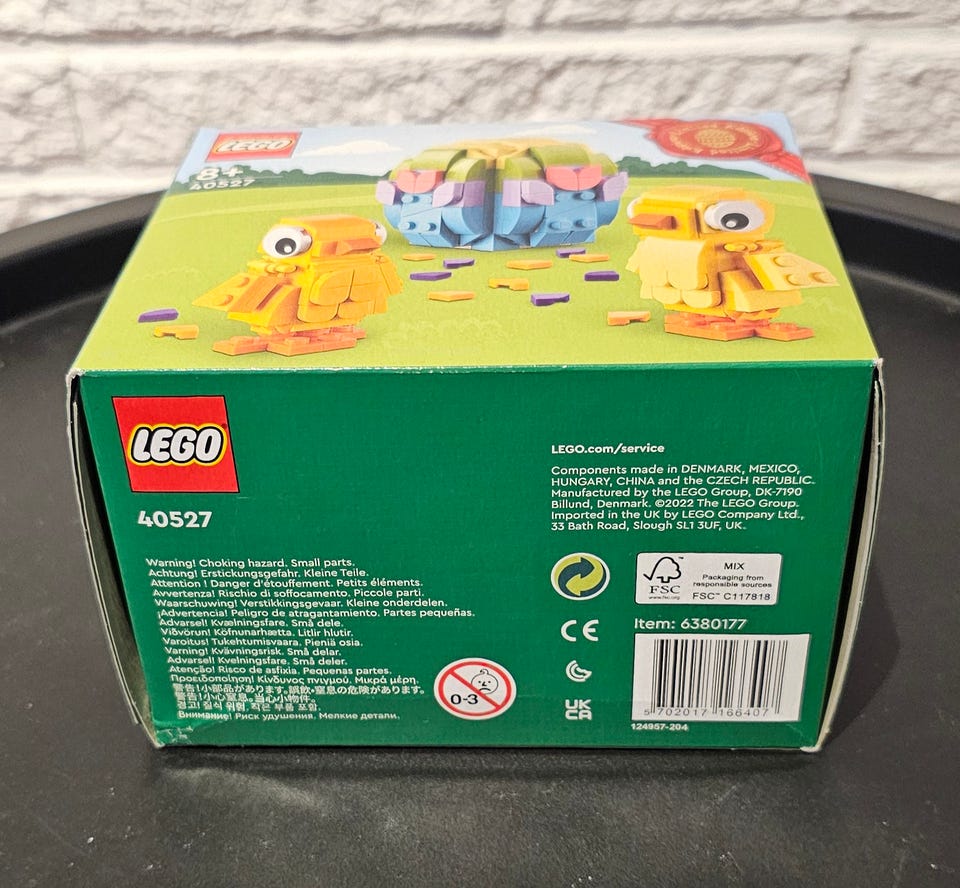 LEGO
8+
40527
LEGO
40527
Warning! Choking hazard. Small parts.
Achtung! Erstickungsgefahr. Kleine Teile.
Attention ! Danger d'étouffement. Petits éléments.
Avvertenza! Rischio di soffocamento. Piccole parti.
Waarschuwing! Verstikkingsgevaar. Kleine onderdelen.
¡Advertencia! Peligro de atragantamiento. Partes pequeñas.
Advarsel! Kvælningsfare. Små dele.
Viðvörun! Köfnunarhætta. Litlir hlutir.
Varoitus! Tukehtumisvaara. Pieniä osia.
Varning! Kvävningsrisk. Små delar.
Advarsel! Kvelningsfare. Små deler.
Atenção! Risco de asfixia. Pequenas partes.
Προειδοποίηση! Κίνδυνος πνιγμού. Μικρά μέρη.
警告!小部品があります。誤飲・窒息の危険があります。
警告!小心窒息。当心小物件。
경고! 질식 위험, 작은 부품 포함.
Внимание! Риск удушения. Мелкие детали.
0-3
LEGO.com/service
Components made in DENMARK, MEXICO,
HUNGARY, CHINA and the CZECH REPUBLIC.
Manufactured by the LEGO Group, DK-7190
Billund, Denmark. ©2022 The LEGO Group.
Imported in the UK by LEGO Company Ltd.,
33 Bath Road, Slough SL1 3UF, UK.
FSC
www.fsc.org
MIX
Packaging from
responsible sources
FSC™ C117818
CE
Item: 6380177
UK
CA
5 702017 166407
124957-204